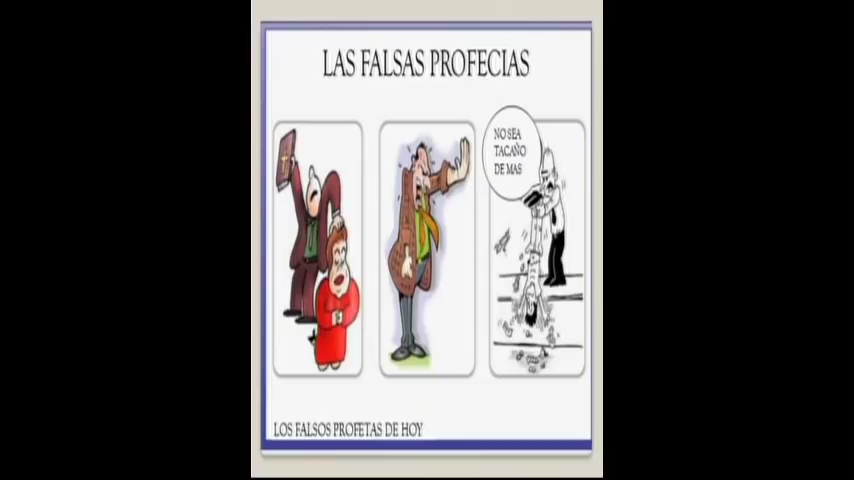 LAS FALSAS PROFECIAS
NO SEA
TACAÑO
DE MAS
LOS FALSOS PROFETAS DE HOY